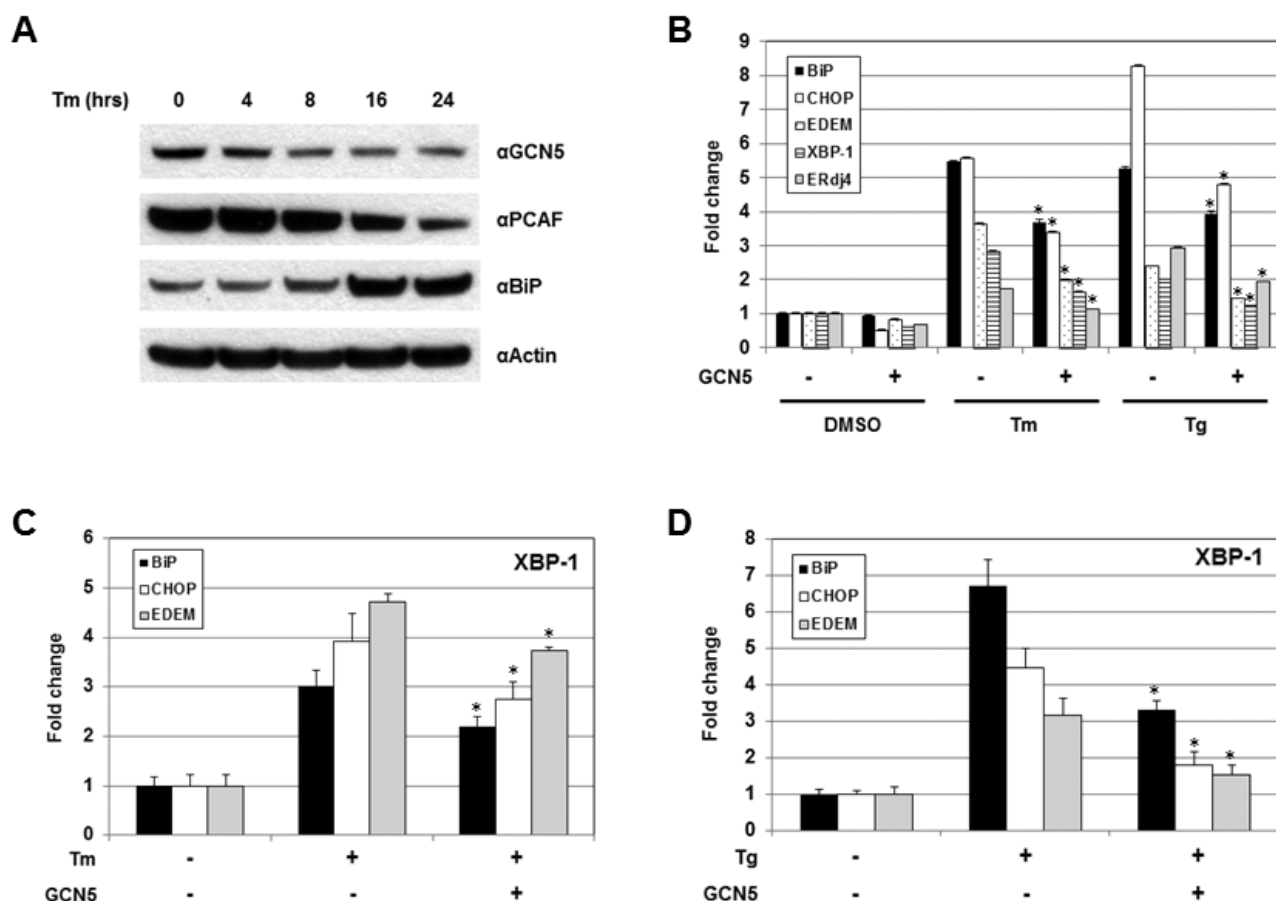 A
Tm (hrs) 0 4 8 16 24
αGCN5
αPCAF
αBiP
αActin
B
Fold change
9
8
7
6
5
4
3
2
1
0
BiP
CHOP
EDEM
XBP-1
ERdj4
* * * * *
* * * * *
GCN5 - + - + - +
DMSO Tm Tg
C
Fold change
6
5
4
3
2
1
0
BiP
CHOP
EDEM
XBP-1
* * *
Tm - + +
GCN5 - - +
D
Fold change
8
7
6
5
4
3
2
1
0
BiP
CHOP
EDEM
XBP-1
* * *
Tg - + +
GCN5 - - +